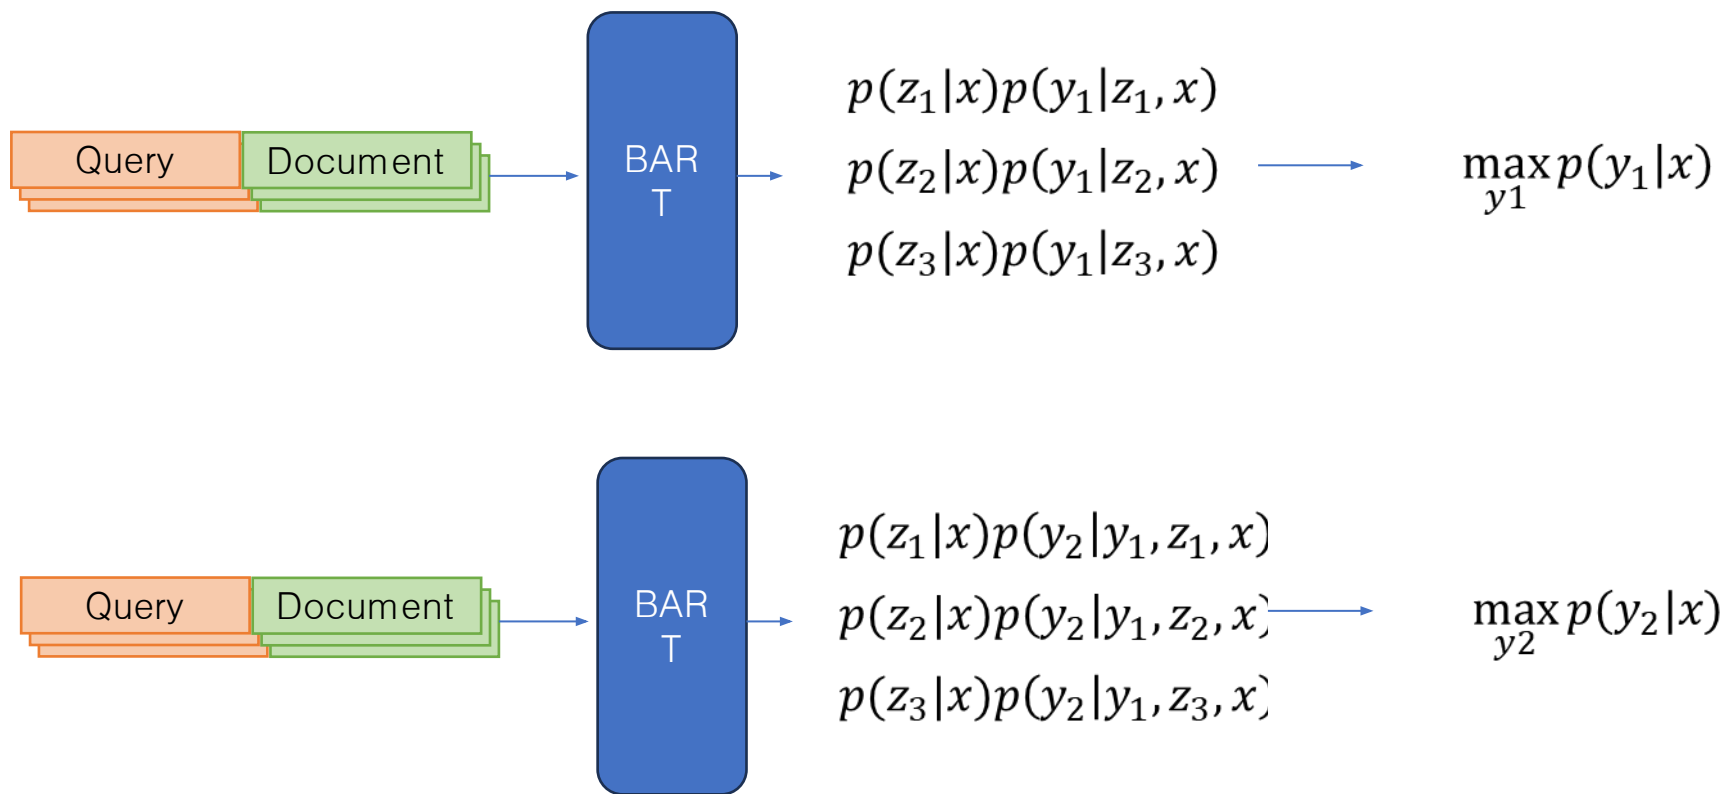 Query
Document
BAR
T
p(z₁|x)p(y₁|z₁, x)
p(z₂|x)p(y₁|z₂, x)
p(z₃|x)p(y₁|z₃, x)
max p(y₁|x)
y1
Query
Document
BAR
T
p(z₁|x)p(y₂|y₁, z₁, x)
p(z₂|x)p(y₂|y₁, z₂, x)
p(z₃|x)p(y₂|y₁, z₃, x)
max p(y₂|x)
y2